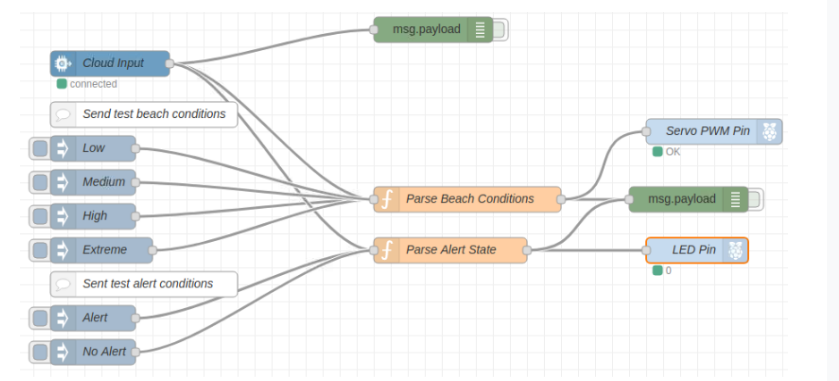 msg.payload
Cloud Input
connected
Send test beach conditions
Servo PWM Pin
Low
OK
Medium
Parse Beach Conditions
msg.payload
High
Extreme
Parse Alert State
LED Pin
0
Sent test alert conditions
Alert
No Alert